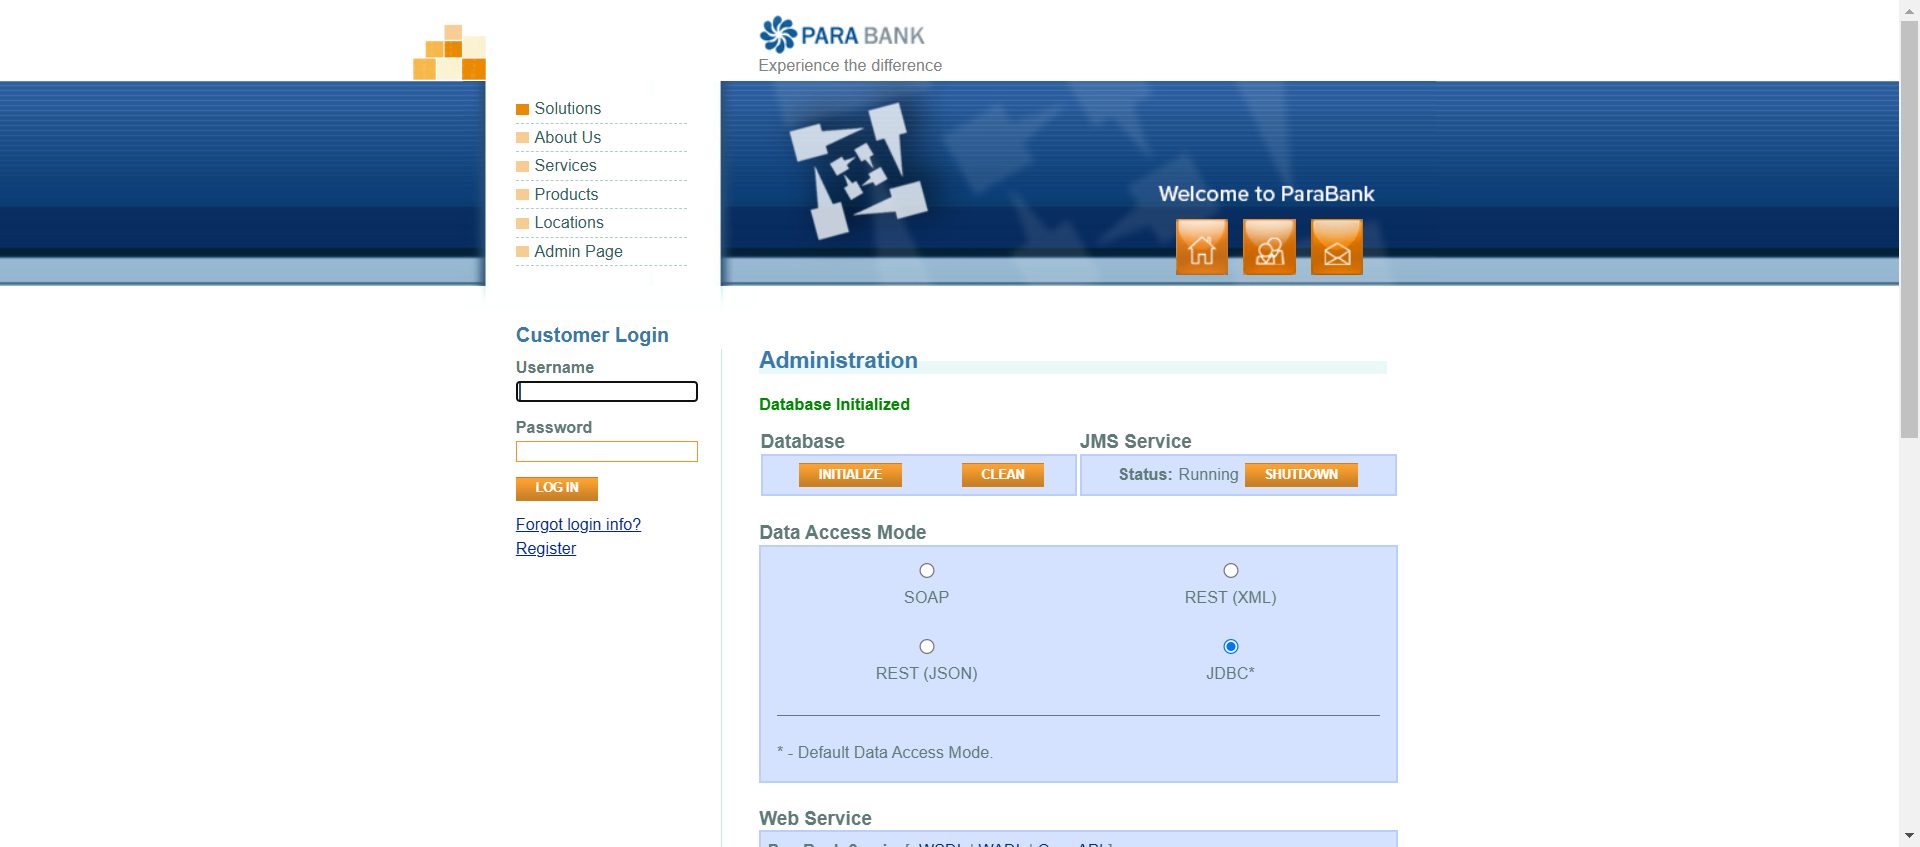 PARA BANK
Experience the difference
Solutions
About Us
Services
Products
Locations
Admin Page
Welcome to ParaBank
Customer Login
Username
Password
LOG IN
Forgot login info?
Register
Administration
Database Initialized
Database
JMS Service
INITIALIZE
CLEAN
Status: Running
SHUTDOWN
Data Access Mode
SOAP
REST (XML)
REST (JSON)
JDBC*
* - Default Data Access Mode.
Web Service